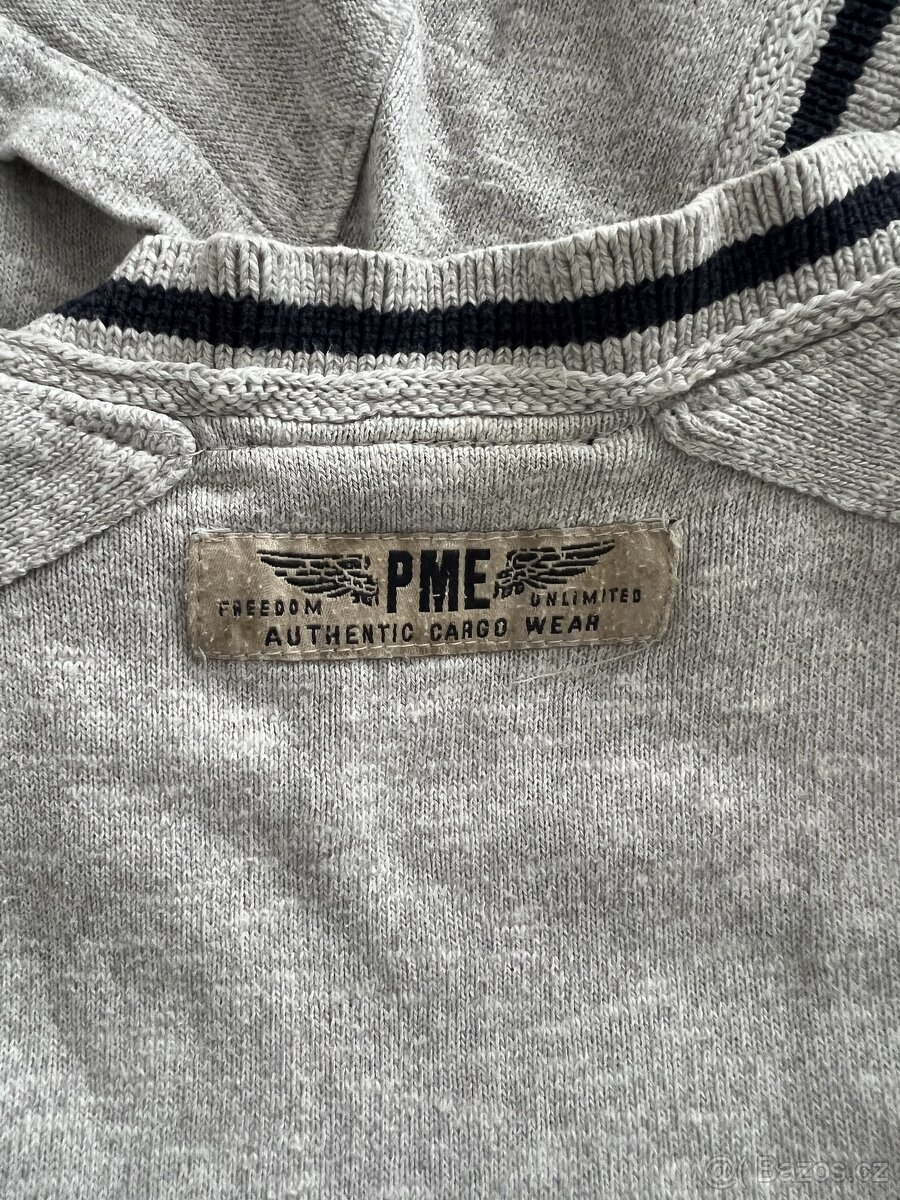 PME
FREEDOM UNLIMITED
AUTHENTIC CARGO WEAR
@ Bazos.cz